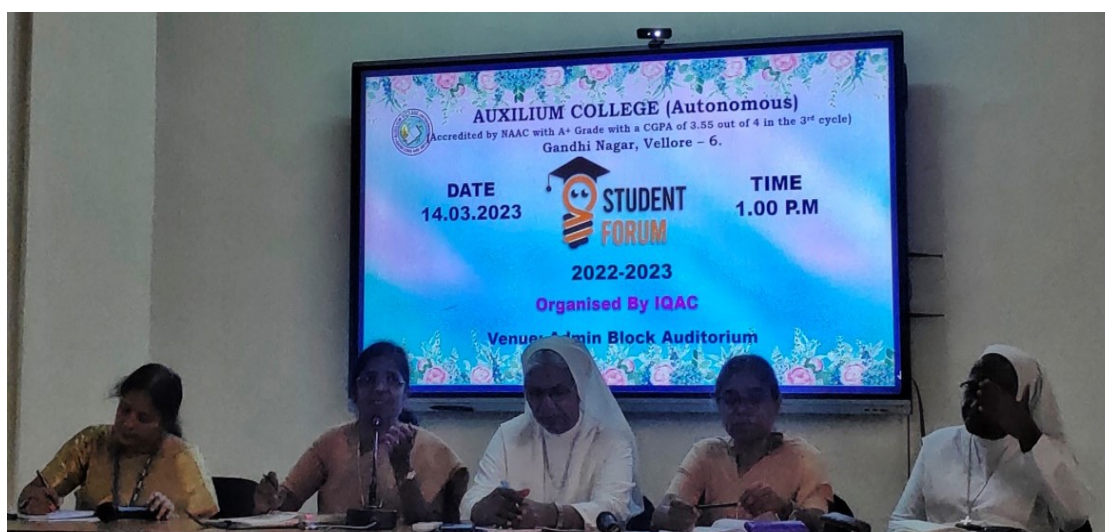 AUXILIUM COLLEGE (Autonomous)
(Accredited by NAAC with A+ Grade with a CGPA of 3.55 out of 4 in the 3rd cycle)
Gandhi Nagar, Vellore – 6.
DATE
14.03.2023
STUDENT
FORUM
TIME
1.00 P.M
2022-2023
Organised By IQAC
Venue: Admin Block Auditorium